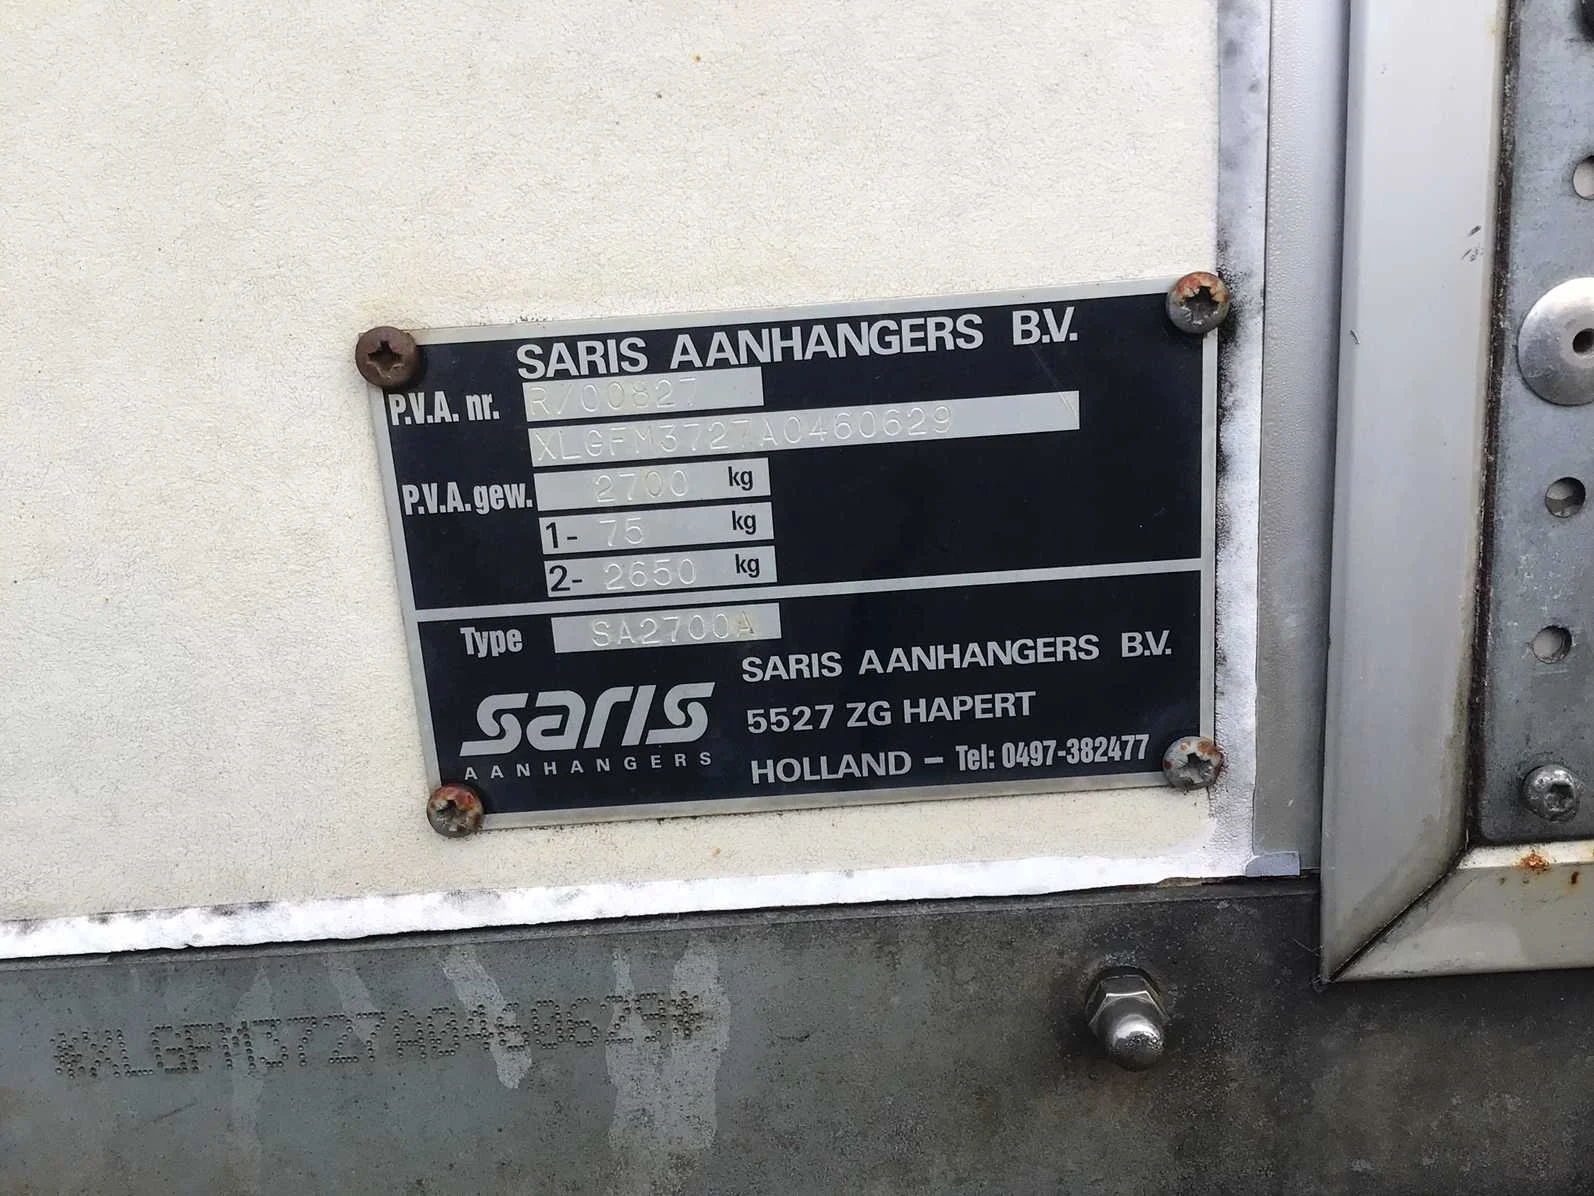 SARIS AANHANGERS B.V.
P.V.A. nr. R/00827
XLGFM3727A0460629
P.V.A. gew. 2700 kg
1- 75 kg
2- 2650 kg
Type SA2700A
saris
AANHANGERS
SARIS AANHANGERS B.V.
5527 ZG HAPERT
HOLLAND – Tel: 0497-382477
*XLGFM3727A0460629*